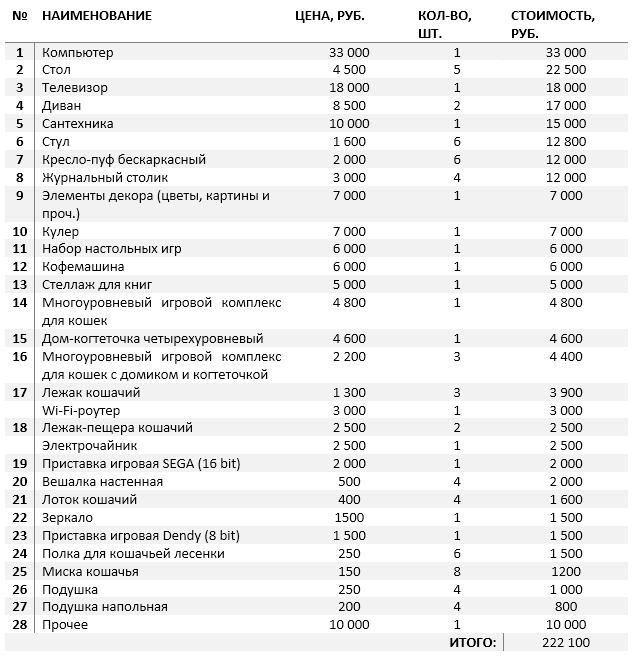 № НАИМЕНОВАНИЕ ЦЕНА, РУБ. КОЛ-ВО, СТОИМОСТЬ,
ШТ. РУБ.
1 Компьютер 33 000 1 33 000
2 Стол 4 500 5 22 500
3 Телевизор 18 000 1 18 000
4 Диван 8 500 2 17 000
5 Сантехника 10 000 1 15 000
6 Стул 1 600 6 12 800
7 Кресло-пуф бескаркасный 2 000 6 12 000
8 Журнальный столик 3 000 4 12 000
9 Элементы декора (цветы, картины и 7 000 1 7 000
проч.)
10 Кулер 7 000 1 7 000
11 Набор настольных игр 6 000 1 6 000
12 Кофемашина 6 000 1 6 000
13 Стеллаж для книг 5 000 1 5 000
14 Многоуровневый игровой комплекс 4 800 1 4 800
для кошек
15 Дом-когтеточка четырехуровневый 4 600 1 4 600
16 Многоуровневый игровой комплекс 2 200 3 4 400
для кошек с домиком и когтеточкой
17 Лежак кошачий 1 300 3 3 900
Wi-Fi-роутер 3 000 1 3 000
18 Лежак-пещера кошачий 2 500 2 2 500
Электрочайник 2 500 1 2 500
19 Приставка игровая SEGA (16 bit) 2 000 1 2 000
20 Вешалка настенная 500 4 2 000
21 Лоток кошачий 400 4 1 600
22 Зеркало 1500 1 1 500
23 Приставка игровая Dendy (8 bit) 1 500 1 1 500
24 Полка для кошачьей лесенки 250 6 1 500
25 Миска кошачья 150 8 1200
26 Подушка 250 4 1 000
27 Подушка напольная 200 4 800
28 Прочее 10 000 1 10 000
ИТОГО: 222 100